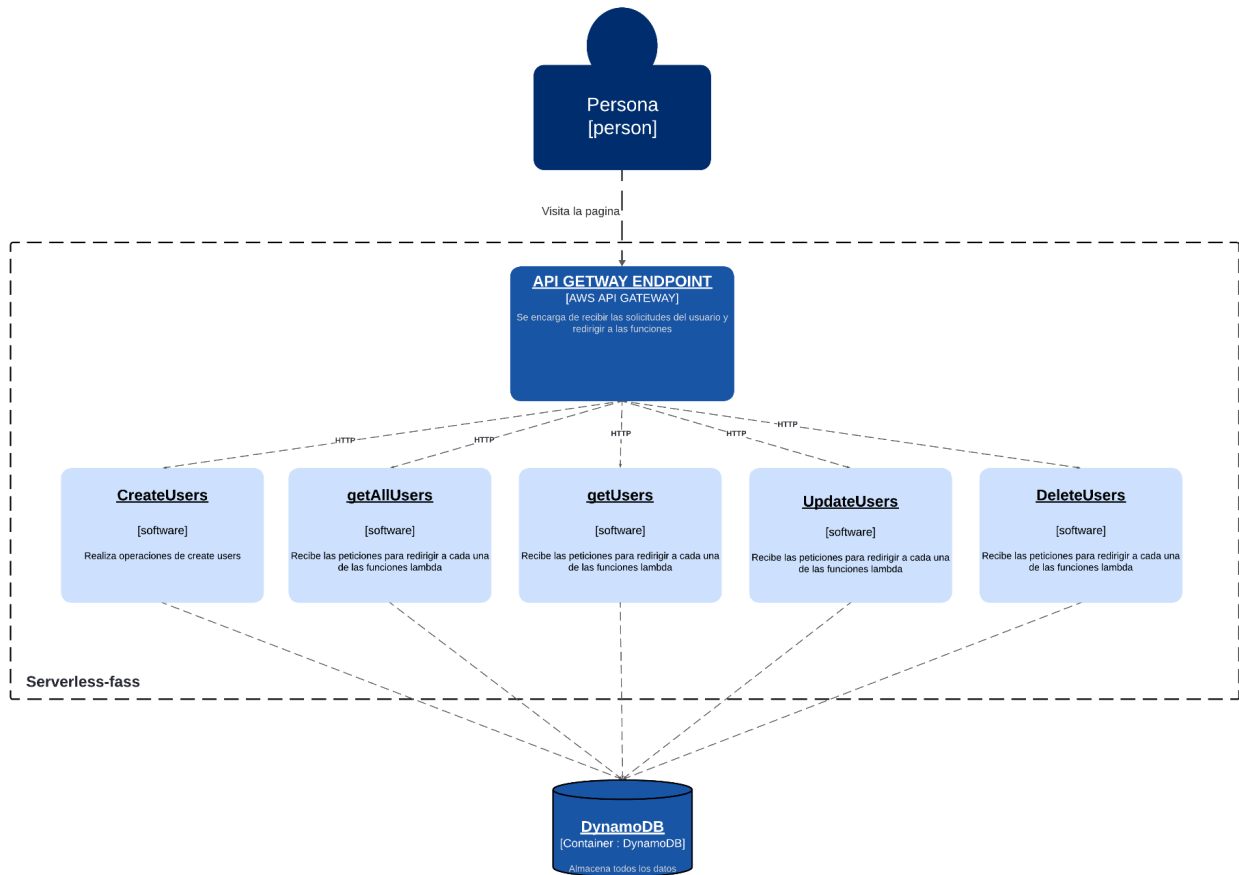 Persona
[person]
Visita la pagina
API GETWAY ENDPOINT
[AWS API GATEWAY]
Se encarga de recibir las solicitudes del usuario y
redirigir a las funciones
HTTP
HTTP
HTTP
HTTP
HTTP
CreateUsers
[software]
Realiza operaciones de create users
getAllUsers
[software]
Recibe las peticiones para redirigir a cada una
de las funciones lambda
getUsers
[software]
Recibe las peticiones para redirigir a cada una
de las funciones lambda
UpdateUsers
[software]
Recibe las peticiones para redirigir a cada una
de las funciones lambda
DeleteUsers
[software]
Recibe las peticiones para redirigir a cada una
de las funciones lambda
Serverless-fass
DynamoDB
[Container : DynamoDB]
Almacena todos los datos